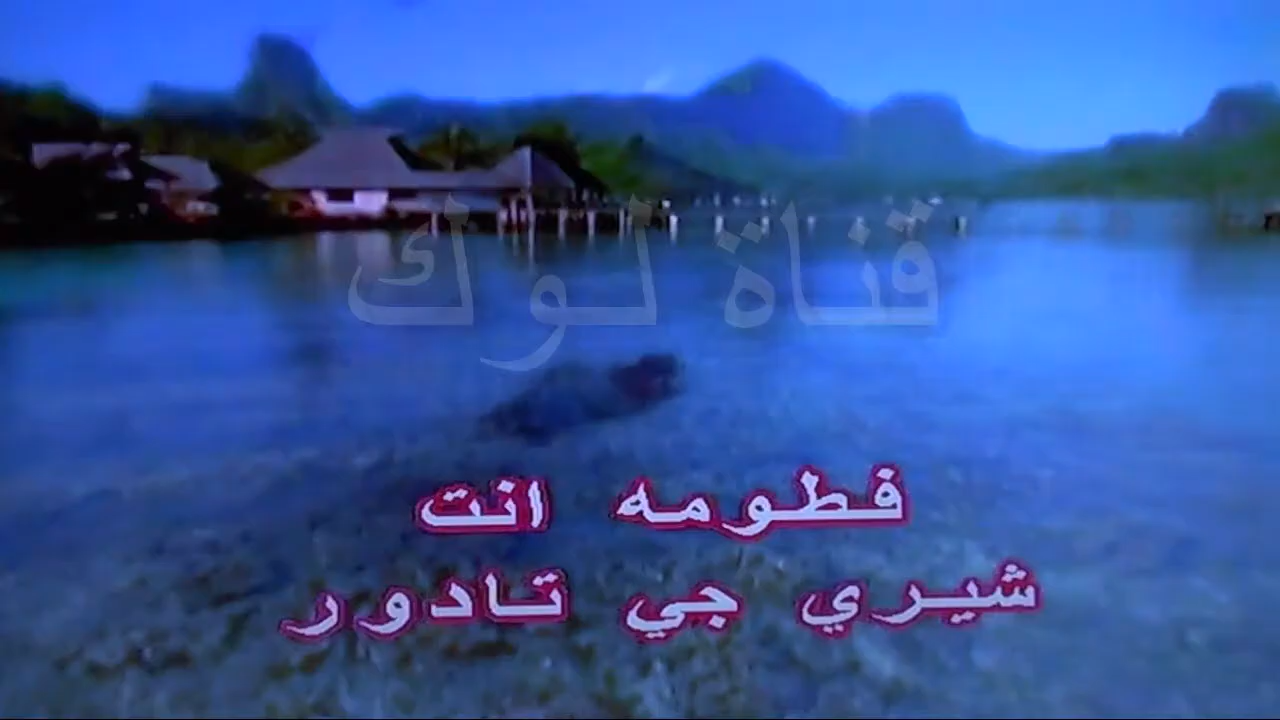 قناة لوك
فطومه انت
شيري جي تادور